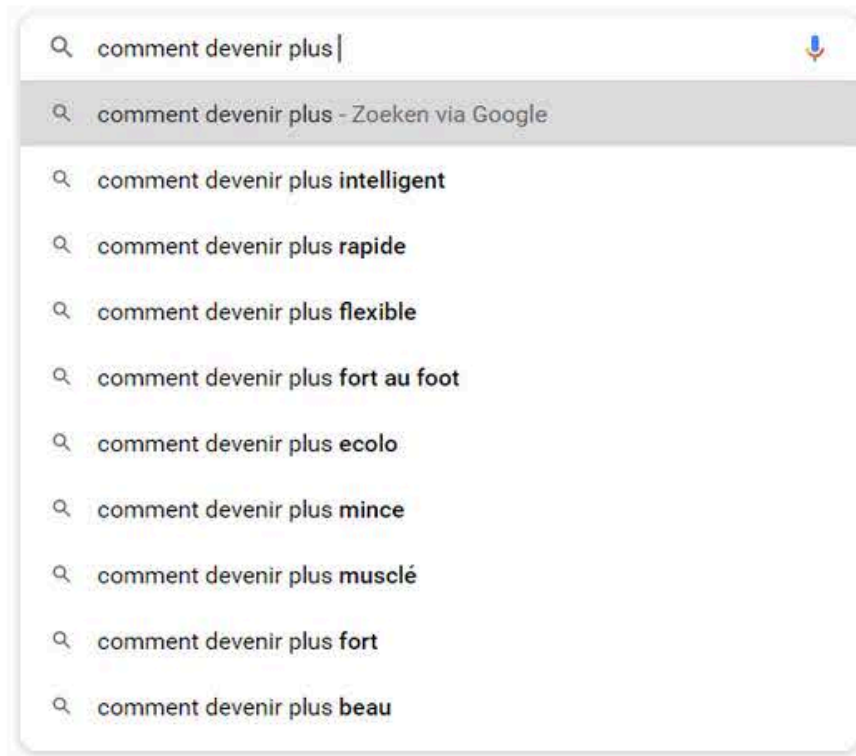 comment devenir plus
comment devenir plus - Zoeken via Google
comment devenir plus intelligent
comment devenir plus rapide
comment devenir plus flexible
comment devenir plus fort au foot
comment devenir plus ecolo
comment devenir plus mince
comment devenir plus musclé
comment devenir plus fort
comment devenir plus beau